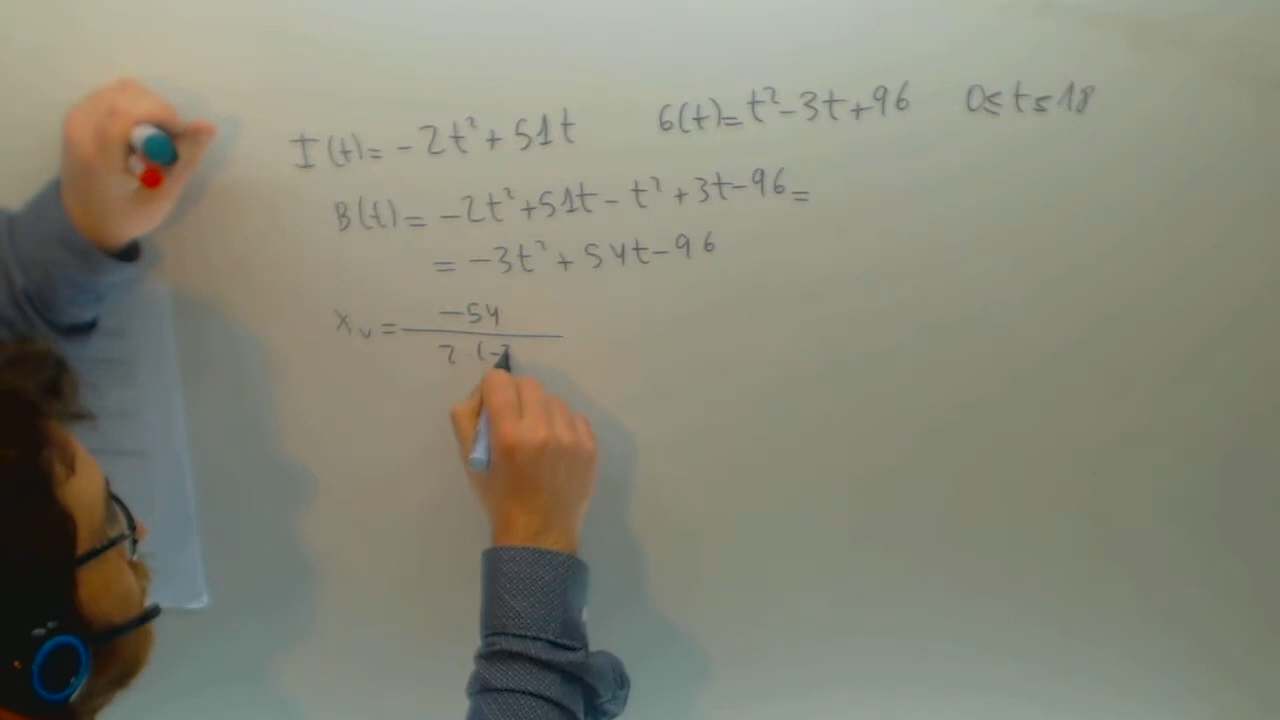 I(t) = -2t² + 51t G(t) = t² - 3t + 96 0 ≤ t ≤ 18
B(t) = -2t² + 51t - t² + 3t - 96 =
= -3t² + 54t - 96
x_v = -54 / 2 (-3